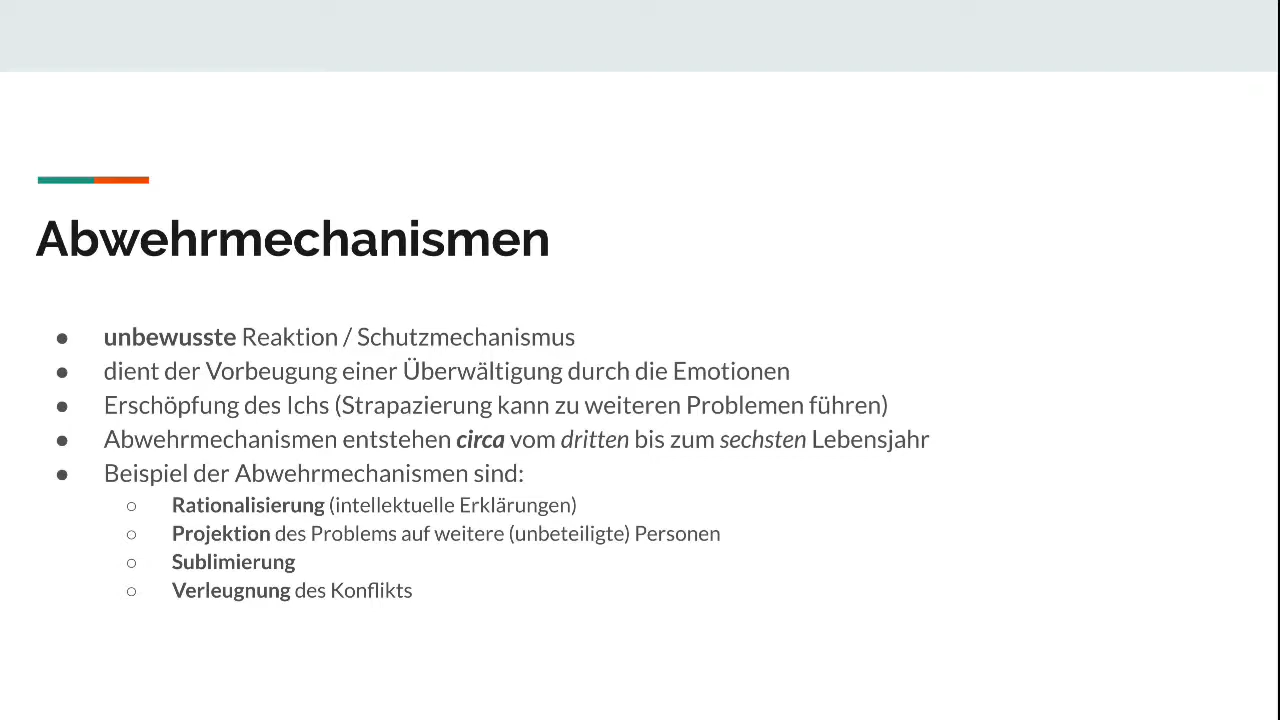 Abwehrmechanismen
● unbewusste Reaktion / Schutzmechanismus
● dient der Vorbeugung einer Überwältigung durch die Emotionen
● Erschöpfung des Ichs (Strapazierung kann zu weiteren Problemen führen)
● Abwehrmechanismen entstehen circa vom dritten bis zum sechsten Lebensjahr
● Beispiel der Abwehrmechanismen sind:
○ Rationalisierung (intellektuelle Erklärungen)
○ Projektion des Problems auf weitere (unbeteiligte) Personen
○ Sublimierung
○ Verleugnung des Konflikts